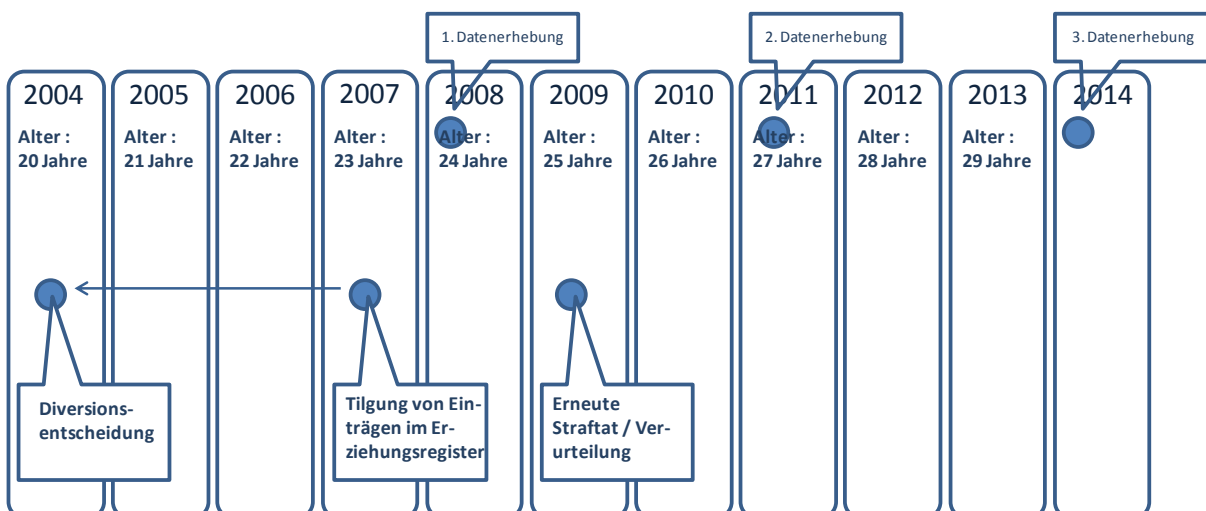 1. Datenerhebung
2. Datenerhebung
3. Datenerhebung
2004
Alter :
20 Jahre
2005
Alter :
21 Jahre
2006
Alter :
22 Jahre
2007
Alter :
23 Jahre
2008
Alter :
24 Jahre
2009
Alter :
25 Jahre
2010
Alter :
26 Jahre
2011
Alter :
27 Jahre
2012
Alter :
28 Jahre
2013
Alter :
29 Jahre
2014
Diversions-
entscheidung
Tilgung von Ein-
trägen im Er-
ziehungsregister
Erneute
Straftat / Ver-
urteilung